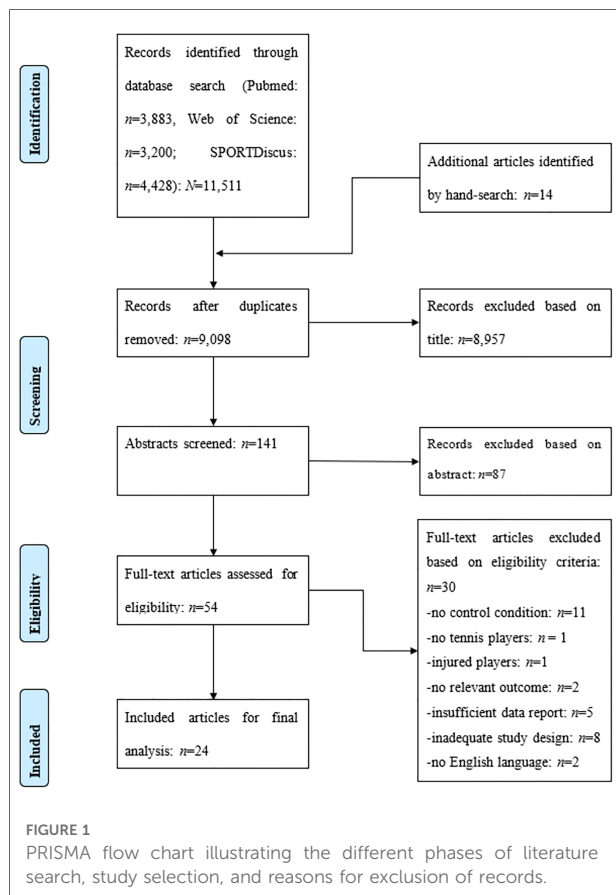 Identification
Records identified through
database search (Pubmed:
n=3,883, Web of Science:
n=3,200; SPORTDiscus:
n=4,428): N=11,511
Additional articles identified
by hand-search: n=14
Screening
Records after duplicates
removed: n=9,098
Records excluded based on
title: n=8,957
Abstracts screened: n=141
Records excluded based on
abstract: n=87
Eligibility
Full-text articles assessed for
eligibility: n=54
Full-text articles excluded
based on eligibility criteria:
n=30
-no control condition: n=11
-no tennis players: n = 1
-injured players: n=1
-no relevant outcome: n=2
-insufficient data report: n=5
-inadequate study design: n=8
-no English language: n=2
Included
Included articles for final
analysis: n=24
FIGURE 1
PRISMA flow chart illustrating the different phases of literature
search, study selection, and reasons for exclusion of records.